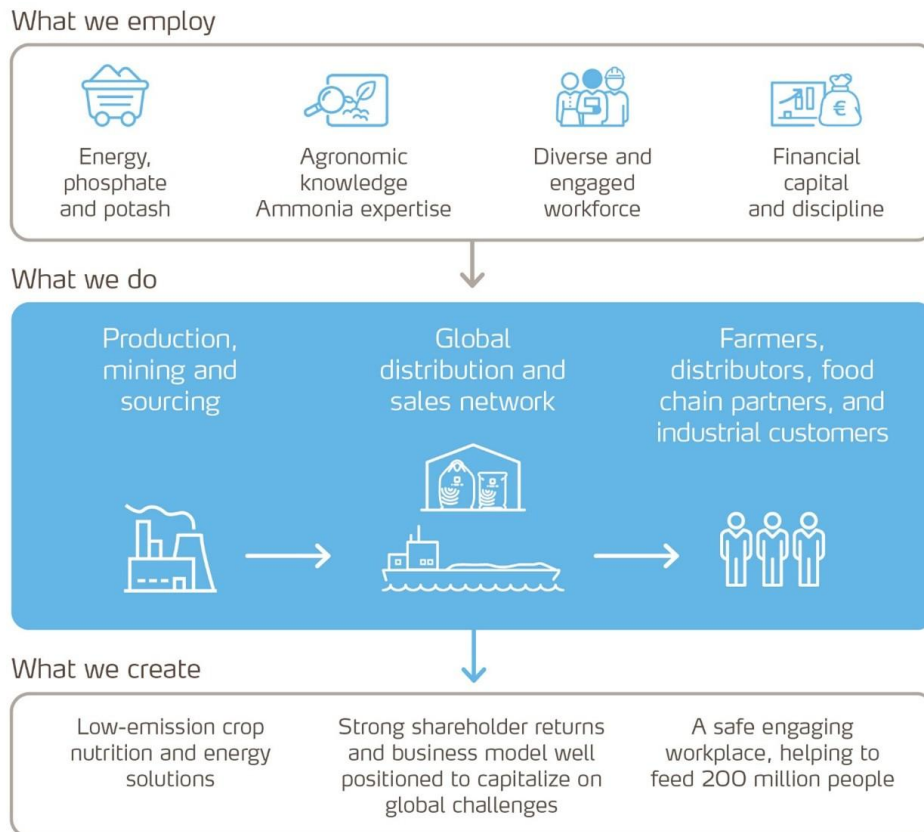 What we employ
Energy,
phosphate
and potash
Agronomic
knowledge
Ammonia expertise
Diverse and
engaged
workforce
Financial
capital
and discipline
What we do
Production,
mining and
sourcing
Global
distribution and
sales network
Farmers,
distributors, food
chain partners, and
industrial customers
What we create
Low-emission crop
nutrition and energy
solutions
Strong shareholder returns
and business model well
positioned to capitalize on
global challenges
A safe engaging
workplace, helping to
feed 200 million people